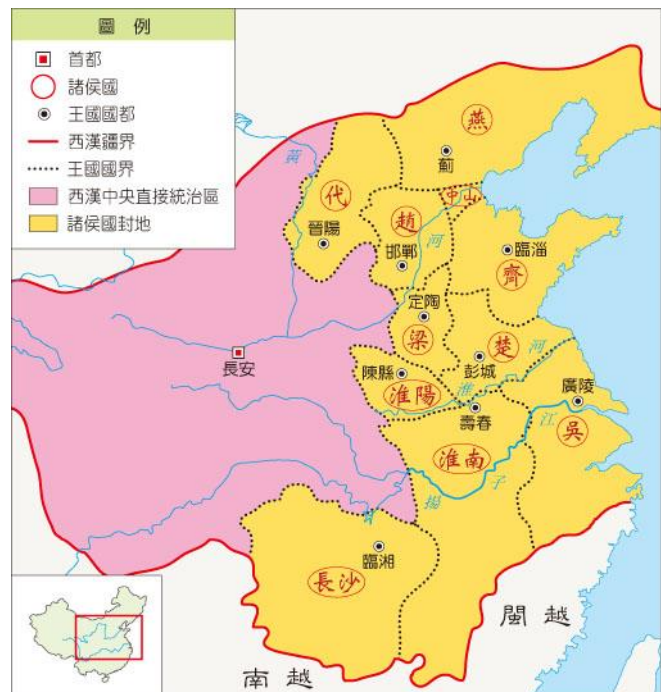 圖例
首都
諸侯國
王國國都
西漢疆界
王國國界
西漢中央直接統治區
諸侯國封地
燕
薊
黃
代
晉陽
趙
中山
河
邯鄲
臨淄
齊
定陶
梁
楚
河
長安
陳縣
彭城
淮陽
淮
廣陵
壽春
江
吳
淮南
子
揚
臨湘
長沙
閩越
南越